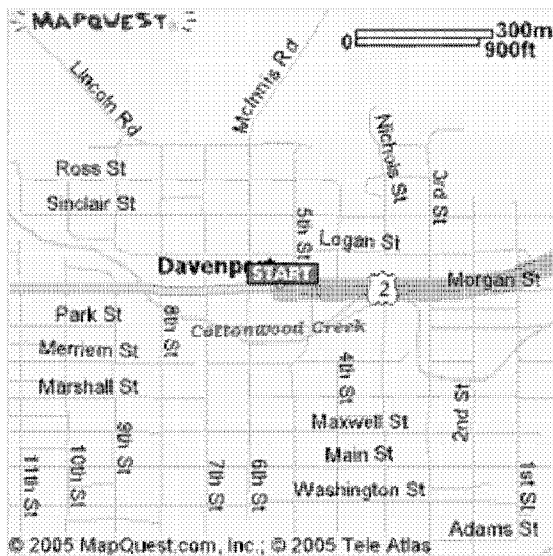 MAPQUEST
300m
0
900ft
Lincoln Rd
McInnis Rd
Nichols St
Ross St
3rd St
Sinclair St
5th St
Logan St
Davenport
START
Morgan St
2
Park St
8th St
Cottonwood Creek
Merriem St
4th St
Marshall St
2nd St
Maxwell St
9th St
Main St
10th St
7th St
6th St
11th St
1st St
Washington St
Adams St
© 2005 MapQuest.com, Inc.; © 2005 Tele Atlas